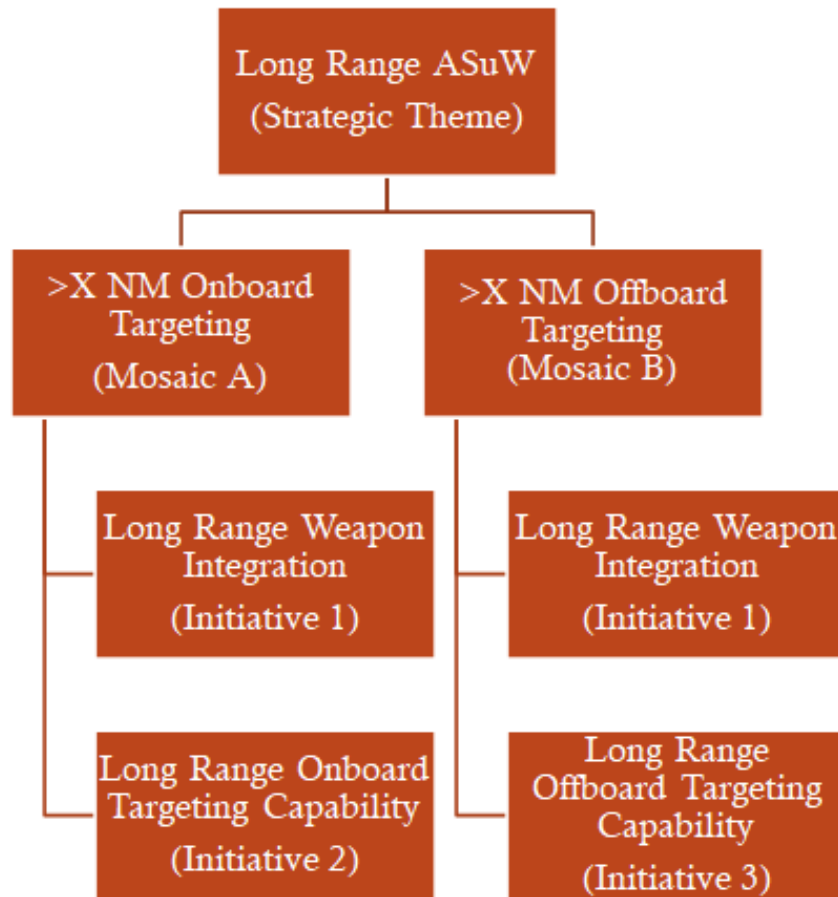 Long Range ASuW
(Strategic Theme)
>X NM Onboard
Targeting
(Mosaic A)
>X NM Offboard
Targeting
(Mosaic B)
Long Range Weapon
Integration
(Initiative 1)
Long Range Weapon
Integration
(Initiative 1)
Long Range Onboard
Targeting Capability
(Initiative 2)
Long Range
Offboard Targeting
Capability
(Initiative 3)